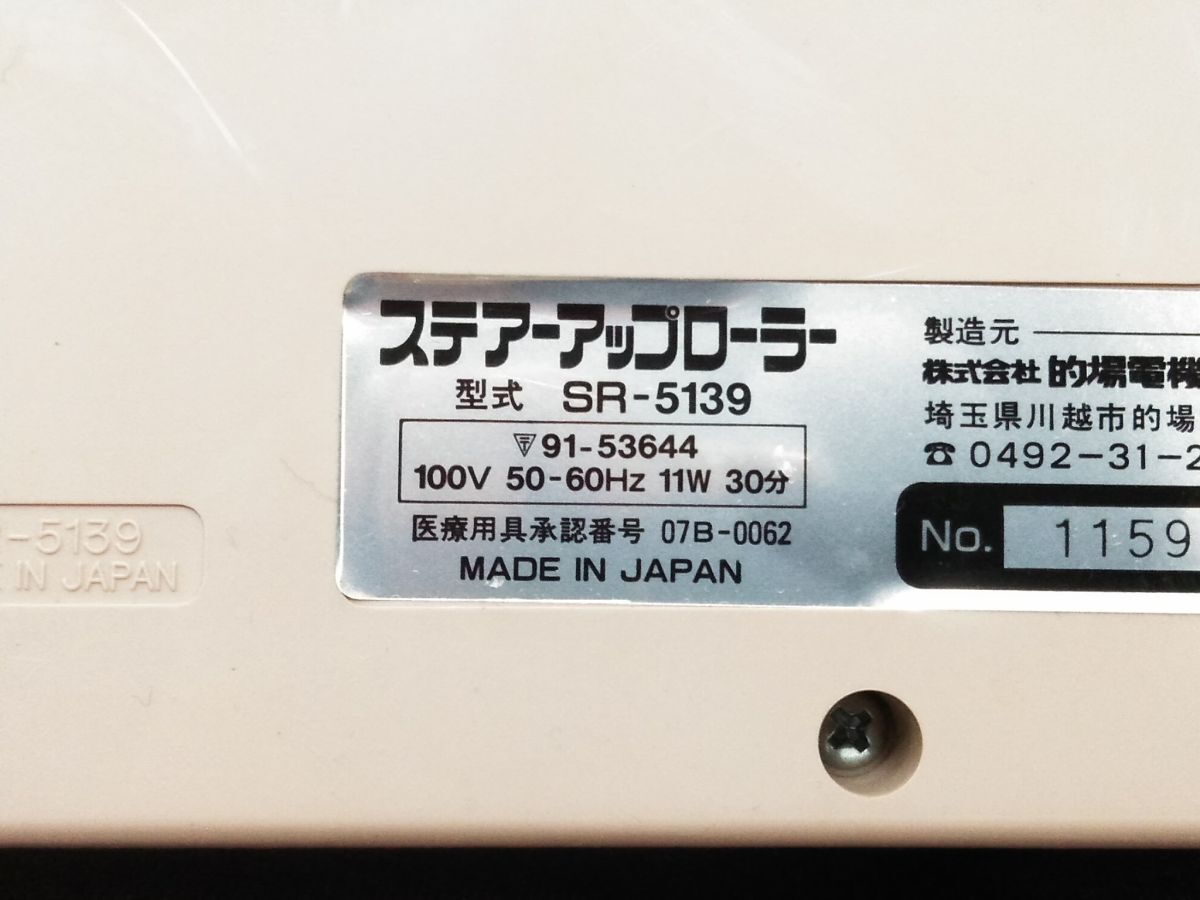 ステアーアップローラー
型式 SR-5139
〒91-53644
100V 50-60Hz 11W 30分
医療用具承認番号 07B-0062
MADE IN JAPAN
製造元
株式会社 的場電機
埼玉県川越市的場
☎ 0492-31-2
No. 1159
-5139
IN JAPAN